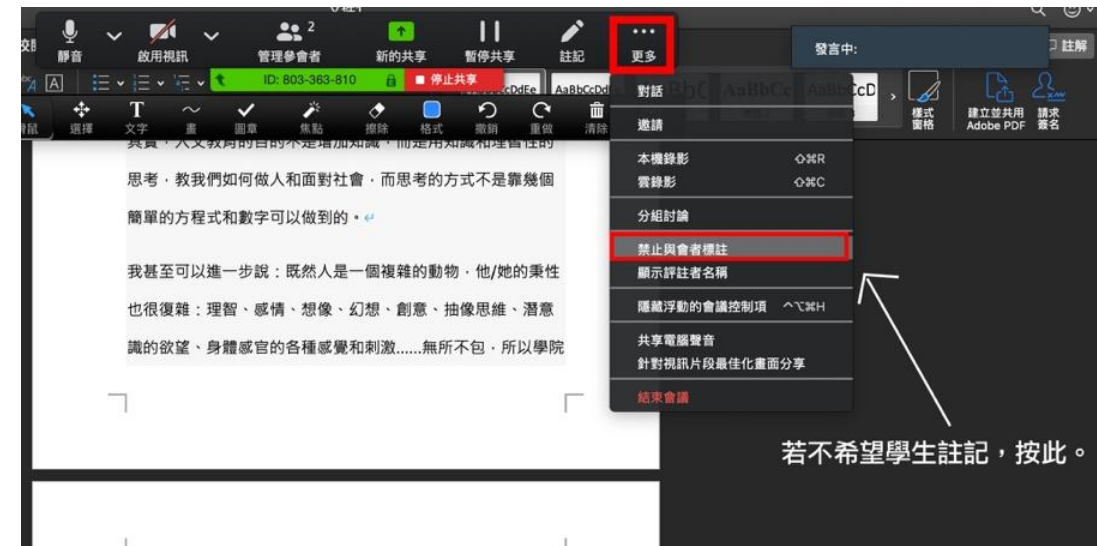 2
靜音 啟用視訊 管理參會者 新的共享 暫停共享 註記 更多
發言中:
註解
ID: 803-363-810 停止共享
選擇 文字 畫 圖章 焦點 擦除 格式 撤銷 重做 清除
樣式窗格
建立並共用 Adobe PDF
請求簽名
思考，教我們如何做人和面對社會，而思考的方式不是靠幾個
簡單的方程式和數字可以做到的。
我甚至可以進一步說：既然人是一個複雜的動物，他/她的秉性
也很復雜：理智、感情、想像、幻想、創意、抽像思維、潛意
識的欲望、身體感官的各種感覺和刺激......無所不包，所以學院
對話
邀請
本機錄影 ⇧⌘R
雲錄影 ⇧⌘C
分組討論
禁止與會者標註
顯示評註者名稱
隱藏浮動的會議控制項 ^⌥⌘H
共享電腦聲音
針對視訊片段最佳化畫面分享
結束會議
若不希望學生註記，按此。